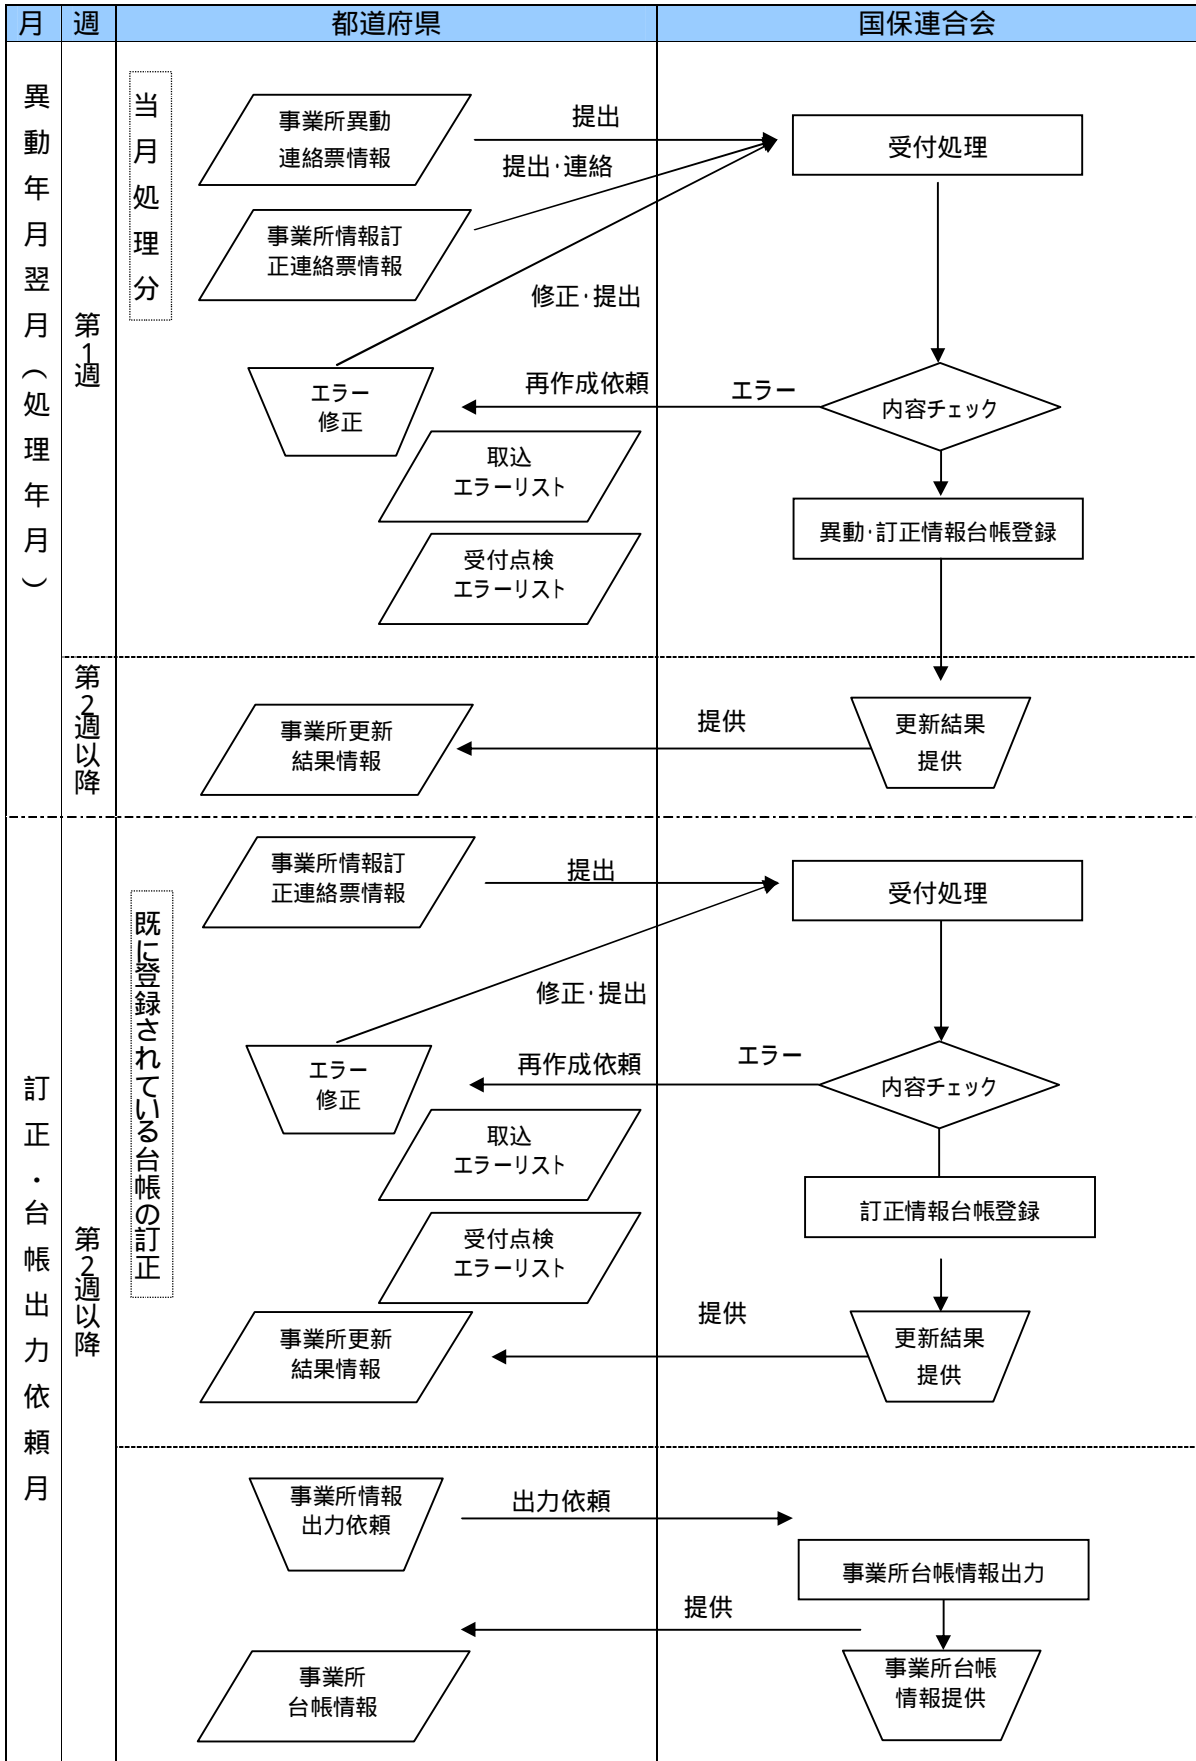 月 週 都道府県 国保連合会
異動年月翌月（処理年月）
第1週
当月処理分
事業所異動
連絡票情報
提出
受付処理
提出・連絡
事業所情報訂
正連絡票情報
修正・提出
エラー
修正
再作成依頼
エラー
内容チェック
取込
エラーリスト
異動・訂正情報台帳登録
受付点検
エラーリスト
第2週以降
事業所更新
結果情報
提供
更新結果
提供
訂正・台帳出力依頼月
第2週以降
既に登録されている台帳の訂正
事業所情報訂
正連絡票情報
提出
受付処理
修正・提出
エラー
修正
再作成依頼
エラー
内容チェック
取込
エラーリスト
訂正情報台帳登録
受付点検
エラーリスト
事業所更新
結果情報
提供
更新結果
提供
事業所情報
出力依頼
出力依頼
事業所台帳情報出力
提供
事業所
台帳情報
事業所台帳
情報提供